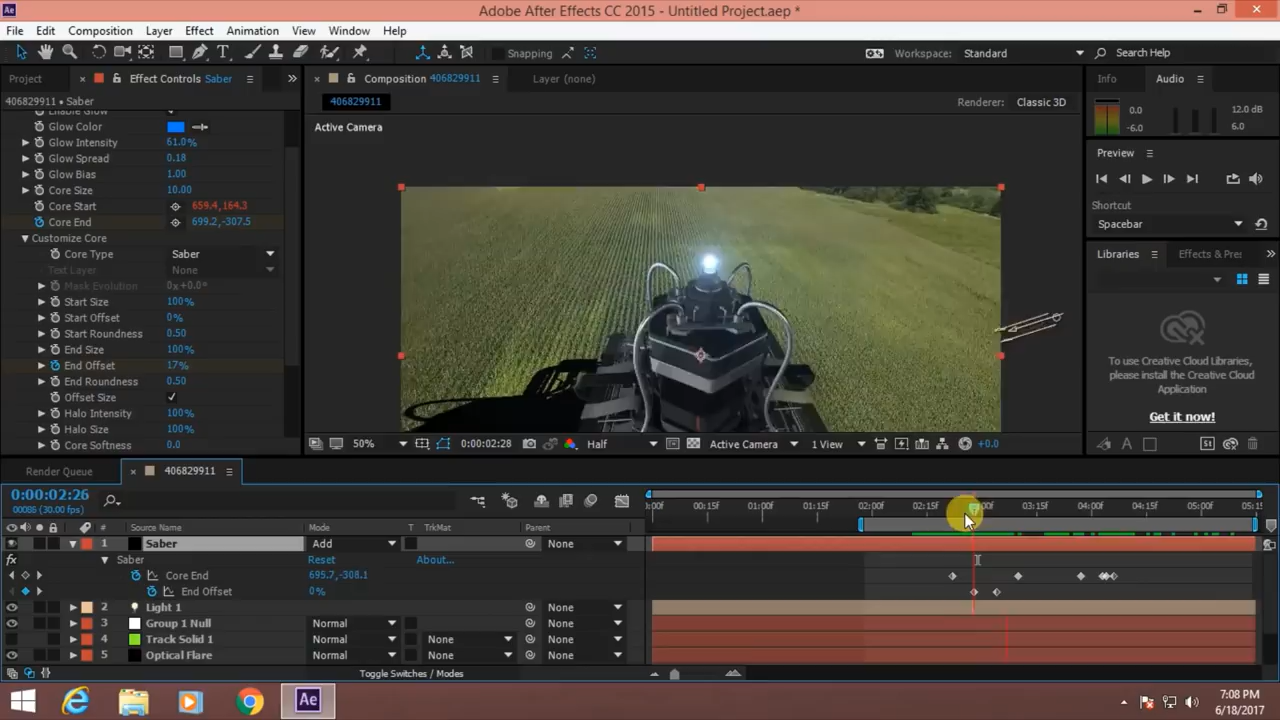 Adobe After Effects CC 2015 - Untitled Project.aep *
File Edit Composition Layer Effect Animation View Window Help
Snapping Workspace: Standard Search Help
Project Effect Controls Saber Composition 406829911 Layer (none) Info Audio
406829911 • Saber 406829911 Renderer: Classic 3D
Active Camera
0.0 12.0 dB
-6.0 6.0
Enable Glow
Glow Color
Glow Intensity 61.0%
Glow Spread 0.18
Glow Bias 1.00
Core Size 10.00
Core Start 659.4,164.3
Core End 699.2,-307.5
Customize Core
Core Type Saber
Text Layer None
Mask Evolution 0x+0.0°
Start Size 100%
Start Offset 0%
Start Roundness 0.50
End Size 100%
End Offset 17%
End Roundness 0.50
Offset Size
Halo Intensity 100%
Halo Size 100%
Core Softness 0.0
Preview
Shortcut
Spacebar
Libraries Effects & Pre:
To use Creative Cloud Libraries,
please install the Creative Cloud
Application
Get it now!
50% 0:00:02:28 Half Active Camera 1 View +0.0
Render Queue 406829911
0:00:02:26
00086 (30.00 fps)
:00f 00:15f 01:00f 01:15f 02:00f 02:15f 00f 03:15f 04:00f 04:15f 05:00f 05:15
# Source Name Mode T TrkMat Parent
1 Saber Add None
fx Saber Reset About...
Core End 695.7,-308.1
End Offset 0%
2 Light 1 None
3 Group 1 Null Normal None
4 Track Solid 1 Normal None None
5 Optical Flare Normal None None
Toggle Switches / Modes
Ae
7:08 PM
6/18/2017